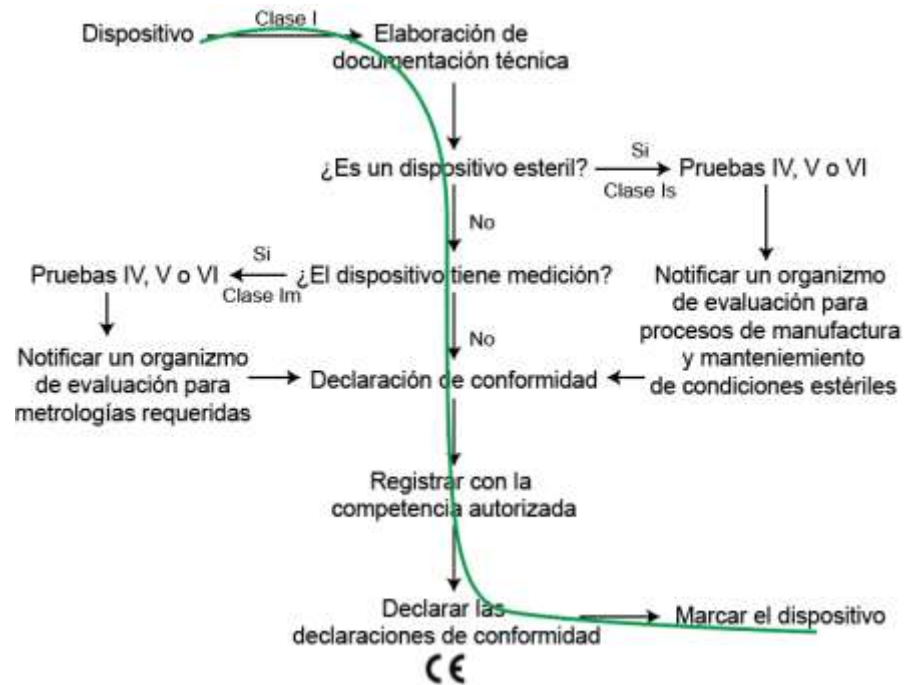 Clase I
Dispositivo
Elaboración de
documentación técnica
¿Es un dispositivo esteril?
Si
Clase Is
Pruebas IV, V o VI
No
Pruebas IV, V o VI
Si
Clase Im
¿El dispositivo tiene medición?
Notificar un organizmo
de evaluación para
procesos de manufactura
y manteniemiento
de condiciones estériles
No
Notificar un organizmo
de evaluación para
metrologías requeridas
Declaración de conformidad
Registrar con la
competencia autorizada
Declarar las
declaraciones de conformidad
CE
Marcar el dispositivo